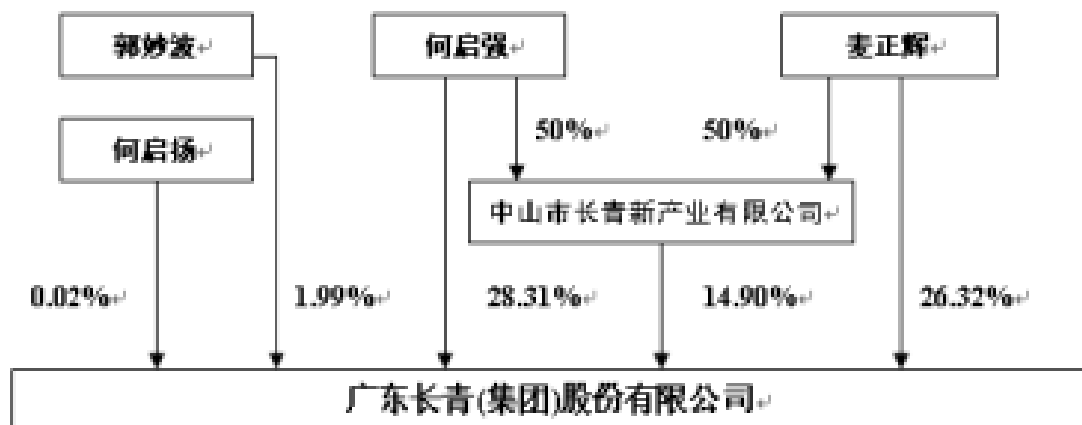 郭妙波
何启强
麦正辉
何启扬
50%
50%
中山市长青新产业有限公司
0.02%
1.99%
28.31%
14.90%
26.32%
广东长青(集团)股份有限公司